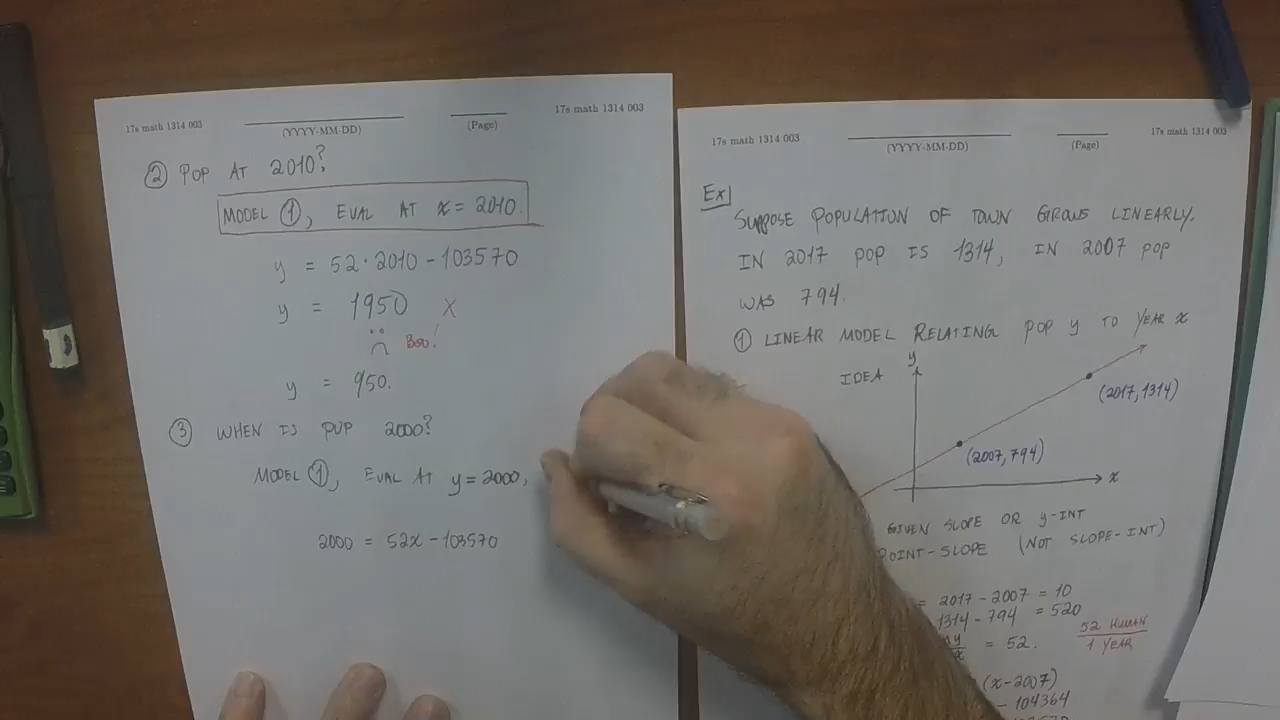 17s math 1314 003
(YYYY-MM-DD)
(Page)
17s math 1314 003
② POP AT 2010?
MODEL ①, EVAL AT x = 2010.
y = 52·2010 - 103570
y = 1950 X
Boo!
y = 950.
③ WHEN IS POP 2000?
MODEL ①, EVAL AT y = 2000,
2000 = 52x - 103570
17s math 1314 003
(YYYY-MM-DD)
(Page)
17s math 1314 003
Ex
SUPPOSE POPULATION OF TOWN GROWS LINEARLY.
IN 2017 POP IS 1314, IN 2007 POP
WAS 794.
① LINEAR MODEL RELATING POP y TO YEAR x
IDEA
y
(2017, 1314)
(2007, 794)
x
GIVEN SLOPE OR y-INT
POINT-SLOPE (NOT SLOPE-INT)
= 2017 - 2007 = 10
1314 - 794 = 520
= 52.
52 HUMAN
1 YEAR
(x-2007)
- 104364